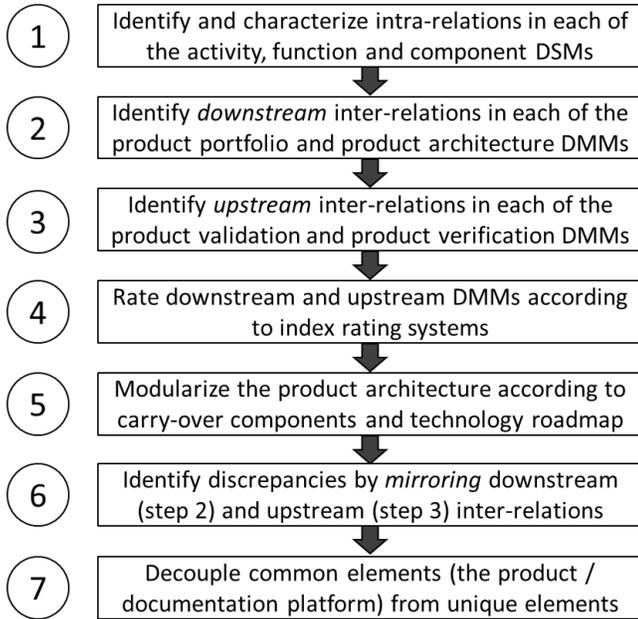 1
Identify and characterize intra-relations in each of
the activity, function and component DSMs
2
Identify downstream inter-relations in each of the
product portfolio and product architecture DMMs
3
Identify upstream inter-relations in each of the
product validation and product verification DMMs
4
Rate downstream and upstream DMMs according
to index rating systems
5
Modularize the product architecture according to
carry-over components and technology roadmap
6
Identify discrepancies by mirroring downstream
(step 2) and upstream (step 3) inter-relations
7
Decouple common elements (the product /
documentation platform) from unique elements